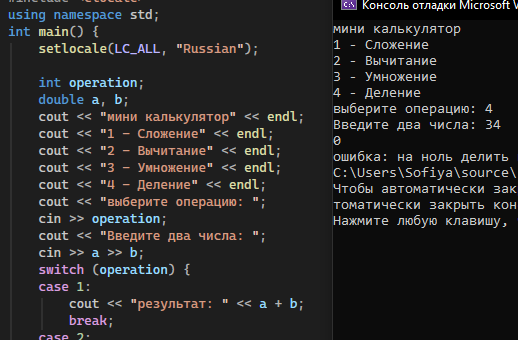 #include <clocale>
using namespace std;
int main() {
setlocale(LC_ALL, "Russian");
int operation;
double a, b;
cout << "мини калькулятор" << endl;
cout << "1 - Сложение" << endl;
cout << "2 - Вычитание" << endl;
cout << "3 - Умножение" << endl;
cout << "4 - Деление" << endl;
cout << "выберите операцию: ";
cin >> operation;
cout << "Введите два числа: ";
cin >> a >> b;
switch (operation) {
case 1:
cout << "результат: " << a + b;
break;
case 2:
Консоль отладки Microsoft
мини калькулятор
1 - Сложение
2 - Вычитание
3 - Умножение
4 - Деление
выберите операцию: 4
Введите два числа: 34
0
ошибка: на ноль делить
C:\Users\Sofiya\source\
Чтобы автоматически зак
томатически закрыть кон
Нажмите любую клавишу,